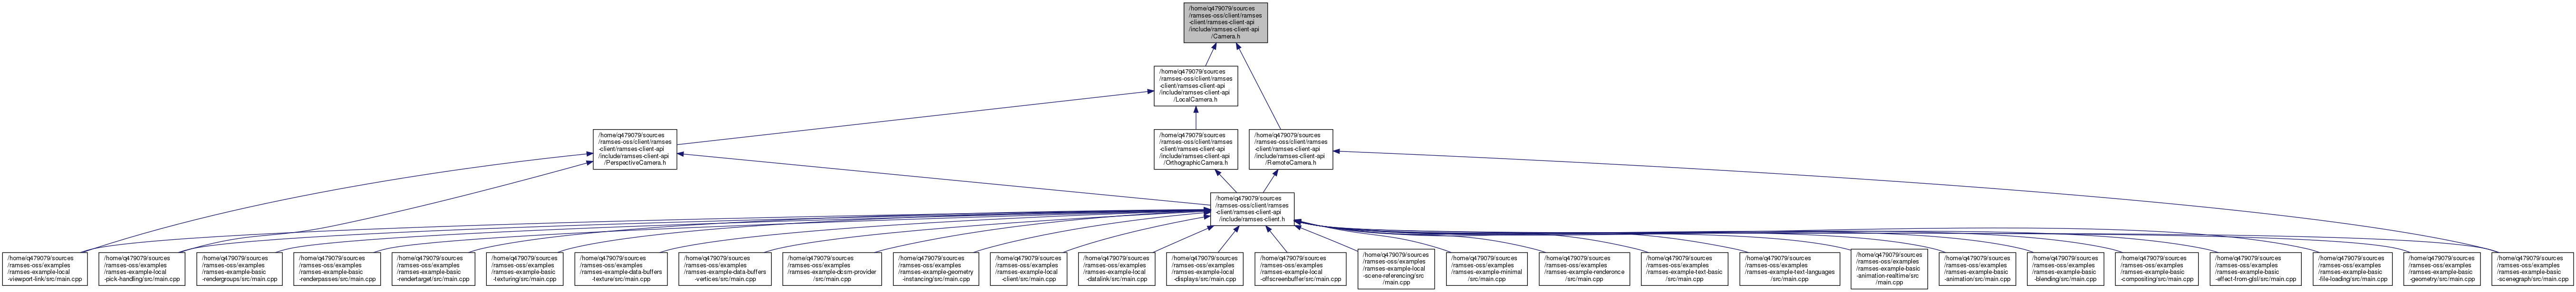 /home/q479079/sources
/ramses-oss/client/ramses
-client/ramses-client-api
/include/ramses-client-api
/Camera.h
/home/q479079/sources
/ramses-oss/client/ramses
-client/ramses-client-api
/include/ramses-client-api
/LocalCamera.h
/home/q479079/sources
/ramses-oss/client/ramses
-client/ramses-client-api
/include/ramses-client-api
/PerspectiveCamera.h
/home/q479079/sources
/ramses-oss/client/ramses
-client/ramses-client-api
/include/ramses-client-api
/OrthographicCamera.h
/home/q479079/sources
/ramses-oss/client/ramses
-client/ramses-client-api
/include/ramses-client-api
/RemoteCamera.h
/home/q479079/sources
/ramses-oss/client/ramses
-client/ramses-client-api
/include/ramses-client.h
/home/q479079/sources
/ramses-oss/examples
/ramses-example-local
-viewport-link/src/main.cpp
/home/q479079/sources
/ramses-oss/examples
/ramses-example-local
-pick-handling/src/main.cpp
/home/q479079/sources
/ramses-oss/examples
/ramses-example-basic
-rendergroups/src/main.cpp
/home/q479079/sources
/ramses-oss/examples
/ramses-example-basic
-renderpasses/src/main.cpp
/home/q479079/sources
/ramses-oss/examples
/ramses-example-basic
-rendertarget/src/main.cpp
/home/q479079/sources
/ramses-oss/examples
/ramses-example-basic
-texturing/src/main.cpp
/home/q479079/sources
/ramses-oss/examples
/ramses-example-data-buffers
-texture/src/main.cpp
/home/q479079/sources
/ramses-oss/examples
/ramses-example-data-buffers
-vertices/src/main.cpp
/home/q479079/sources
/ramses-oss/examples
/ramses-example-dcsm-provider
/src/main.cpp
/home/q479079/sources
/ramses-oss/examples
/ramses-example-geometry
-instancing/src/main.cpp
/home/q479079/sources
/ramses-oss/examples
/ramses-example-local
-client/src/main.cpp
/home/q479079/sources
/ramses-oss/examples
/ramses-example-local
-datalink/src/main.cpp
/home/q479079/sources
/ramses-oss/examples
/ramses-example-local
-displays/src/main.cpp
/home/q479079/sources
/ramses-oss/examples
/ramses-example-local
-offscreenbuffer/src/main.cpp
/home/q479079/sources
/ramses-oss/examples
/ramses-example-local
-scene-referencing/src
/main.cpp
/home/q479079/sources
/ramses-oss/examples
/ramses-example-minimal
/src/main.cpp
/home/q479079/sources
/ramses-oss/examples
/ramses-example-renderonce
/src/main.cpp
/home/q479079/sources
/ramses-oss/examples
/ramses-example-text-basic
/src/main.cpp
/home/q479079/sources
/ramses-oss/examples
/ramses-example-text-languages
/src/main.cpp
/home/q479079/sources
/ramses-oss/examples
/ramses-example-basic
-animation-realtime/src
/main.cpp
/home/q479079/sources
/ramses-oss/examples
/ramses-example-basic
-animation/src/main.cpp
/home/q479079/sources
/ramses-oss/examples
/ramses-example-basic
-blending/src/main.cpp
/home/q479079/sources
/ramses-oss/examples
/ramses-example-basic
-compositing/src/main.cpp
/home/q479079/sources
/ramses-oss/examples
/ramses-example-basic
-effect-from-glsl/src/main.cpp
/home/q479079/sources
/ramses-oss/examples
/ramses-example-basic
-file-loading/src/main.cpp
/home/q479079/sources
/ramses-oss/examples
/ramses-example-basic
-geometry/src/main.cpp
/home/q479079/sources
/ramses-oss/examples
/ramses-example-basic
-scenegraph/src/main.cpp